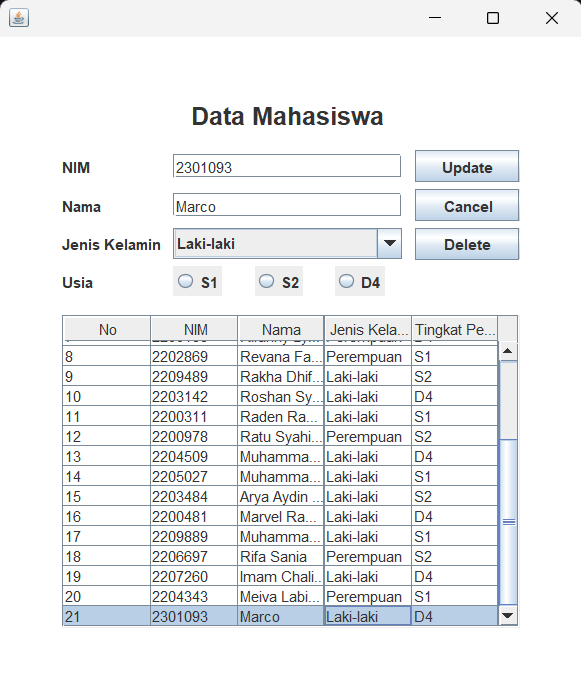 Data Mahasiswa
NIM 2301093 Update
Nama Marco Cancel
Jenis Kelamin Laki-laki Delete
Usia S1 S2 D4
No NIM Nama Jenis Kela... Tingkat Pe...
8 2202869 Revana Fa... Perempuan S1
9 2209489 Rakha Dhif... Laki-laki S2
10 2203142 Roshan Sy... Laki-laki D4
11 2200311 Raden Ra... Laki-laki S1
12 2200978 Ratu Syahi... Perempuan S2
13 2204509 Muhamma... Laki-laki D4
14 2205027 Muhamma... Laki-laki S1
15 2203484 Arya Aydin ... Laki-laki S2
16 2200481 Marvel Ra... Laki-laki D4
17 2209889 Muhamma... Laki-laki S1
18 2206697 Rifa Sania Perempuan S2
19 2207260 Imam Chali... Laki-laki D4
20 2204343 Meiva Labi... Perempuan S1
21 2301093 Marco Laki-laki D4